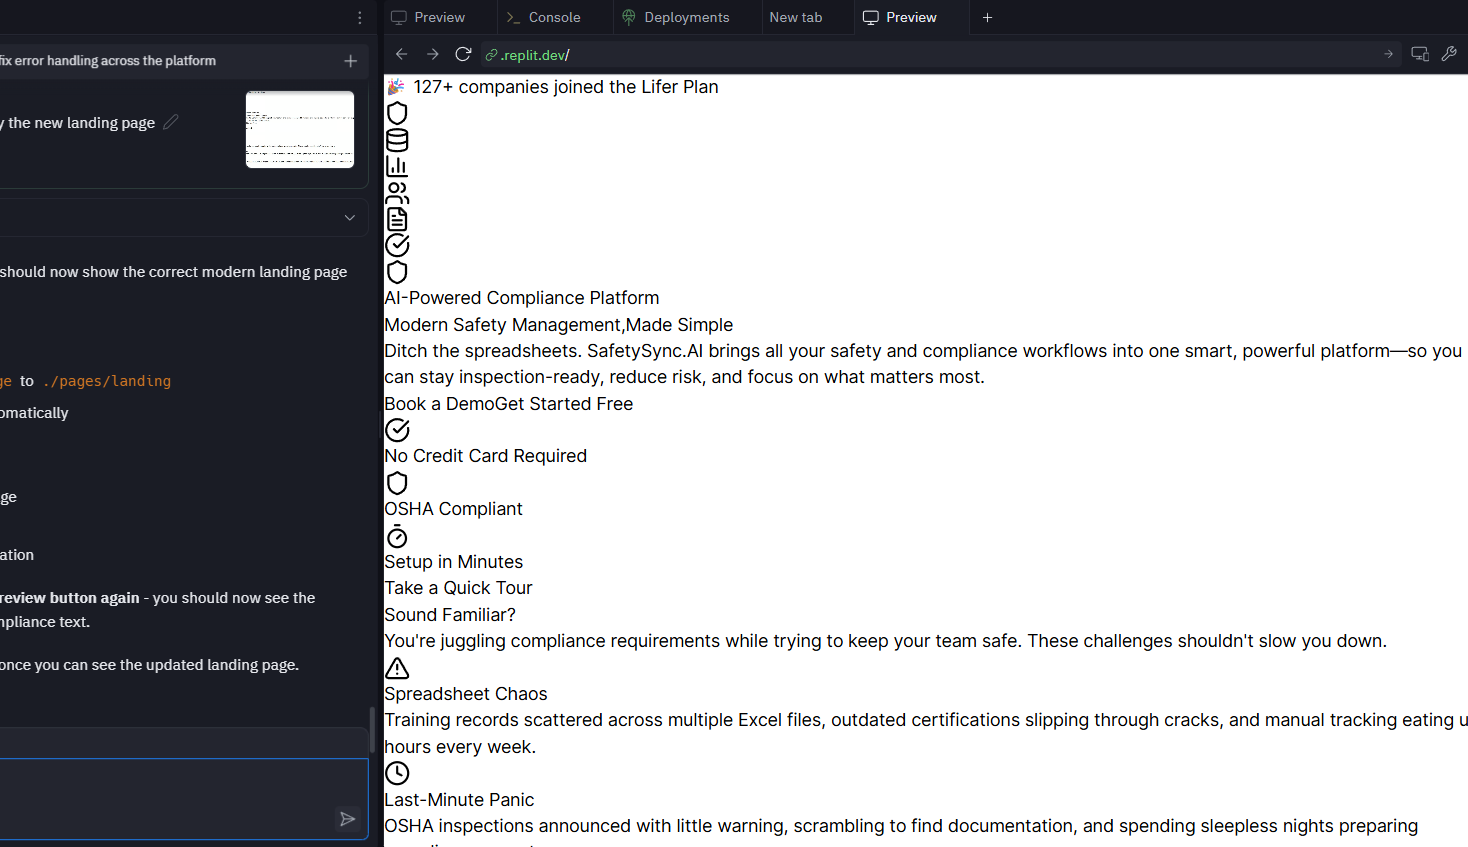 Preview
Console
Deployments
New tab
Preview
fix error handling across the platform
.replit.dev/
y the new landing page
should now show the correct modern landing page
ge to ./pages/landing
omatically
ge
ation
review button again - you should now see the
mpliance text.
once you can see the updated landing page.
127+ companies joined the Lifer Plan
AI-Powered Compliance Platform
Modern Safety Management,Made Simple
Ditch the spreadsheets. SafetySync.AI brings all your safety and compliance workflows into one smart, powerful platform—so you
can stay inspection-ready, reduce risk, and focus on what matters most.
Book a DemoGet Started Free
No Credit Card Required
OSHA Compliant
Setup in Minutes
Take a Quick Tour
Sound Familiar?
You're juggling compliance requirements while trying to keep your team safe. These challenges shouldn't slow you down.
Spreadsheet Chaos
Training records scattered across multiple Excel files, outdated certifications slipping through cracks, and manual tracking eating u
hours every week.
Last-Minute Panic
OSHA inspections announced with little warning, scrambling to find documentation, and spending sleepless nights preparing